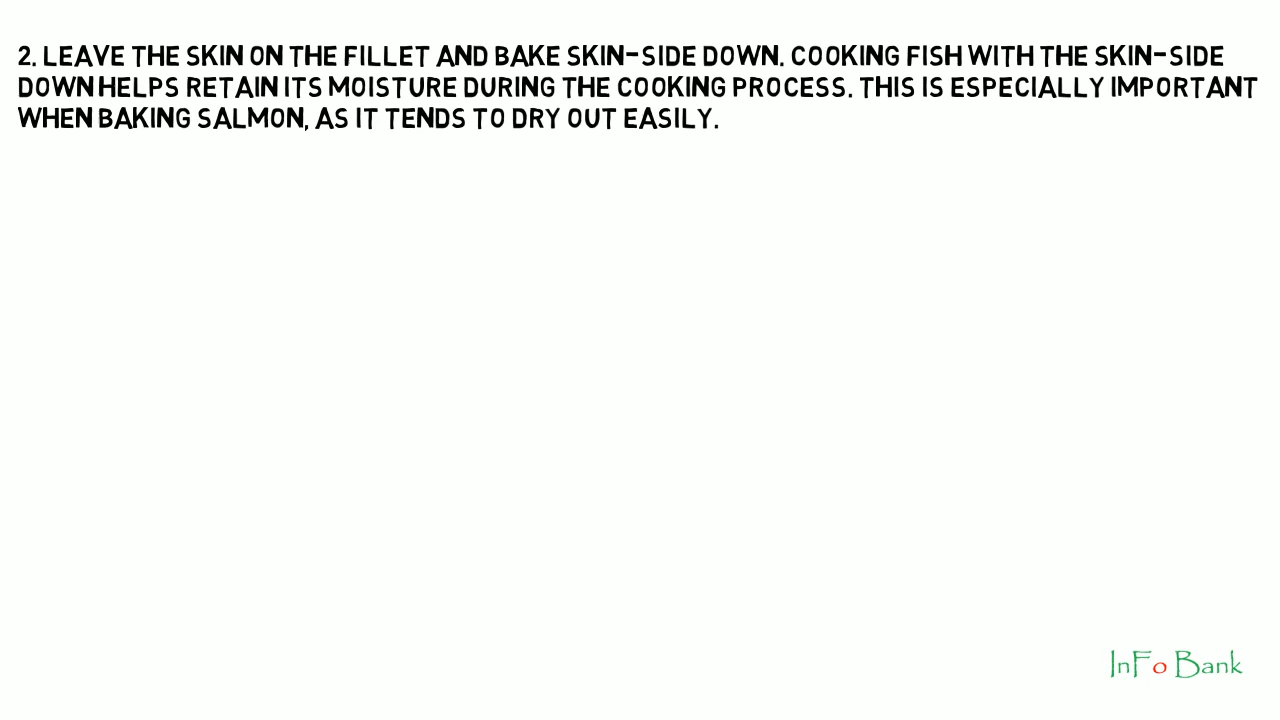 2. LEAVE THE SKIN ON THE FILLET AND BAKE SKIN-SIDE DOWN. COOKING FISH WITH THE SKIN-SIDE
DOWN HELPS RETAIN ITS MOISTURE DURING THE COOKING PROCESS. THIS IS ESPECIALLY IMPORTANT
WHEN BAKING SALMON, AS IT TENDS TO DRY OUT EASILY.
InFo Bank